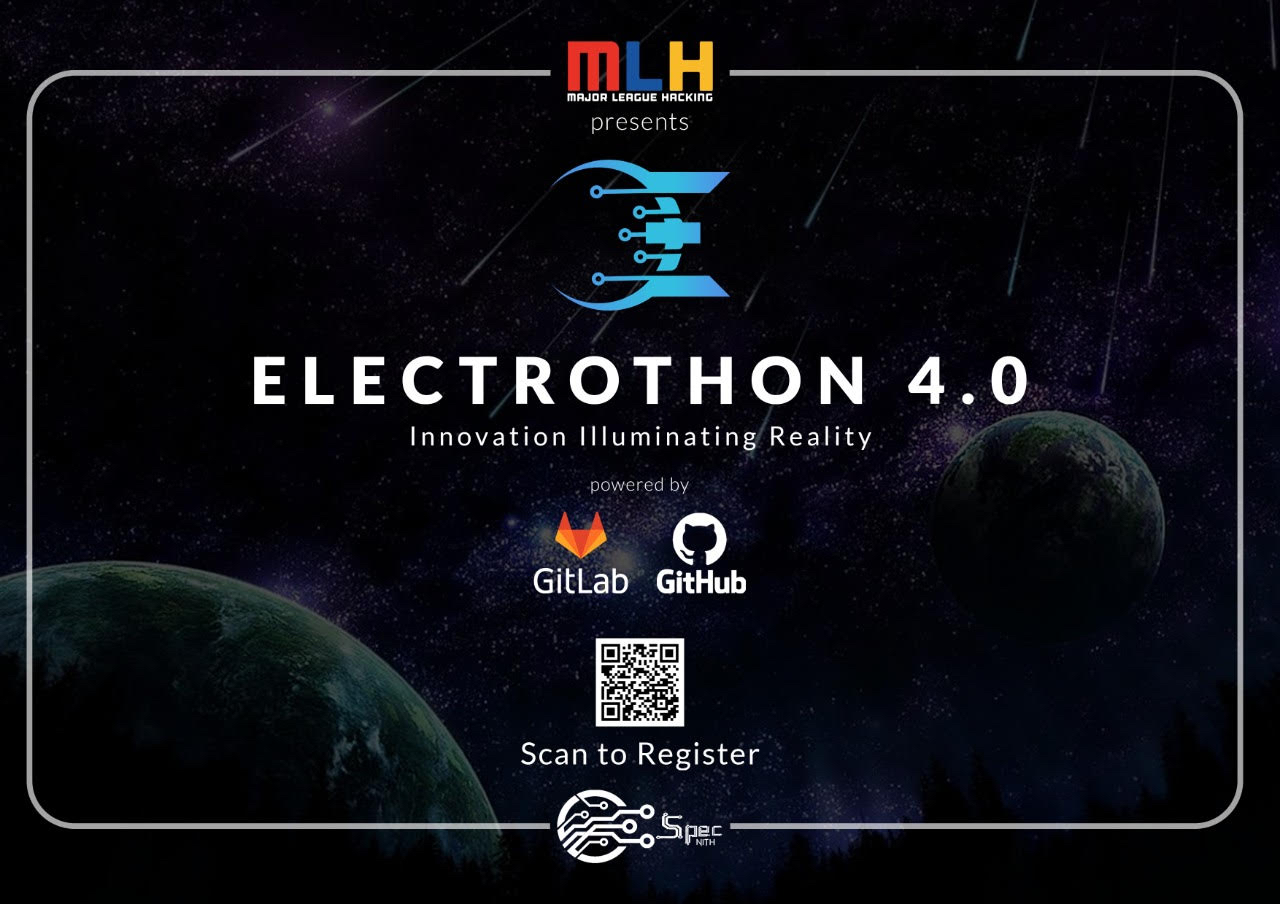 MLH
MAJOR LEAGUE HACKING
presents
ELECTROTHON 4.0
Innovation Illuminating Reality
powered by
GitLab GitHub
Scan to Register
Spec
NITH